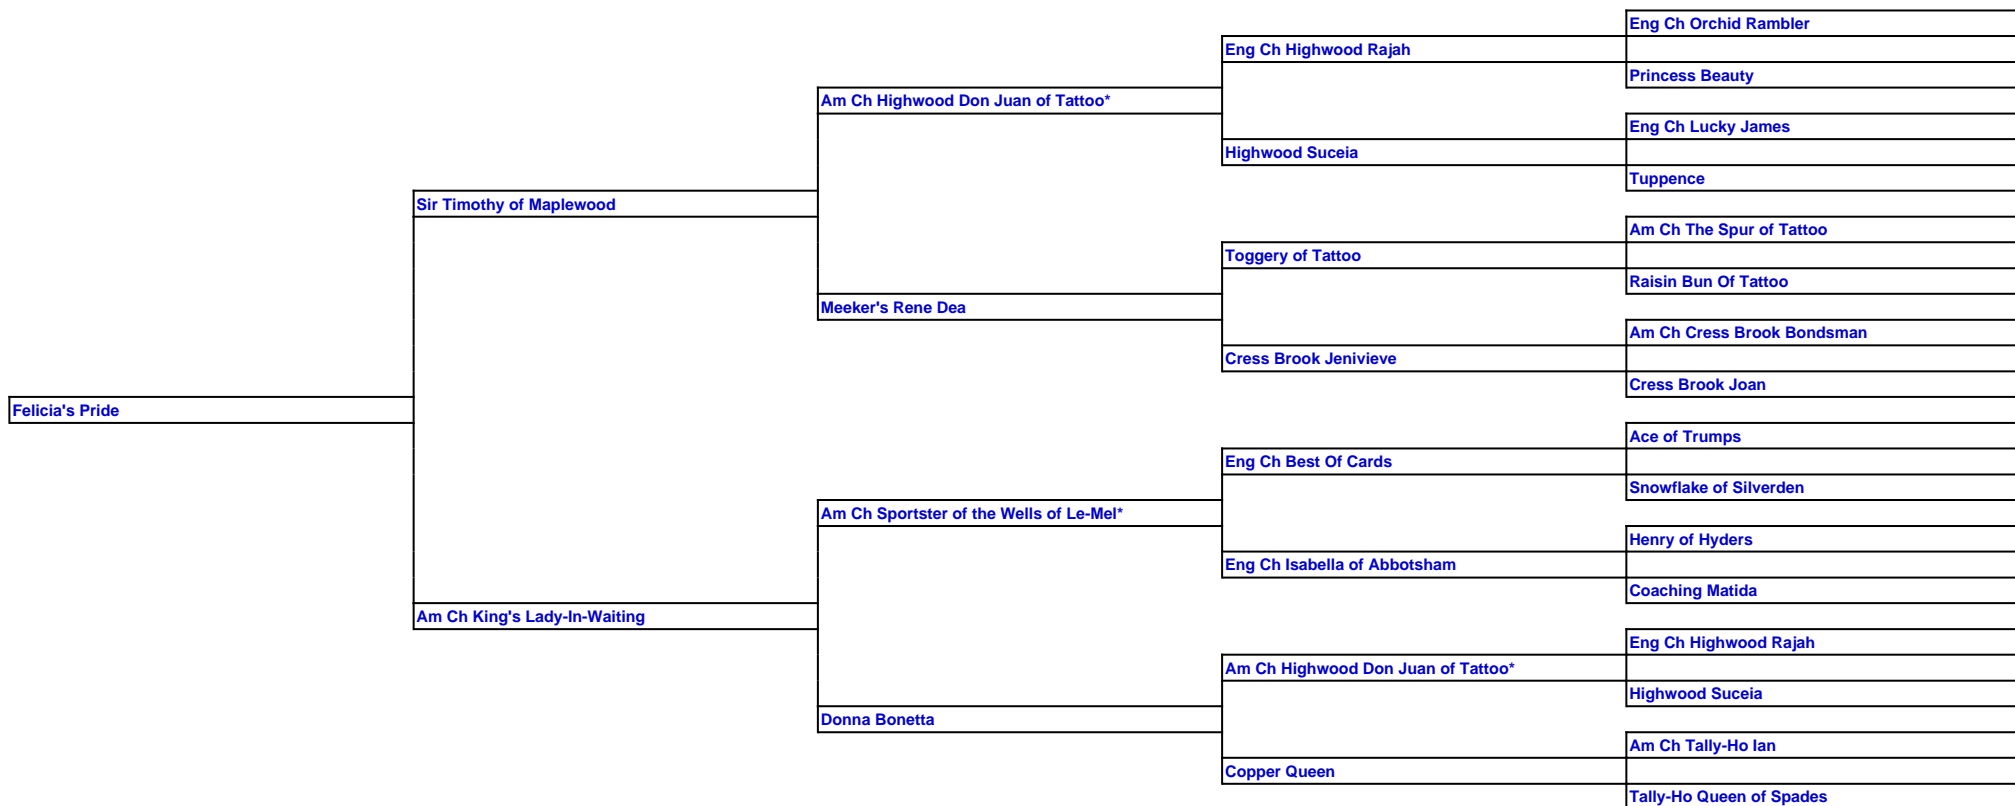 Eng Ch Orchid Rambler
Eng Ch Highwood Rajah
Princess Beauty
Am Ch Highwood Don Juan of Tattoo*
Eng Ch Lucky James
Highwood Suceia
Tuppence
Sir Timothy of Maplewood
Am Ch The Spur of Tattoo
Toggery of Tattoo
Raisin Bun Of Tattoo
Meeker's Rene Dea
Am Ch Cress Brook Bondsman
Cress Brook Jenivieve
Cress Brook Joan
Felicia's Pride
Ace of Trumps
Eng Ch Best Of Cards
Snowflake of Silverden
Am Ch Sportster of the Wells of Le-Mel*
Henry of Hyders
Eng Ch Isabella of Abbotsham
Coaching Matida
Am Ch King's Lady-In-Waiting
Eng Ch Highwood Rajah
Am Ch Highwood Don Juan of Tattoo*
Highwood Suceia
Donna Bonetta
Am Ch Tally-Ho Ian
Copper Queen
Tally-Ho Queen of Spades